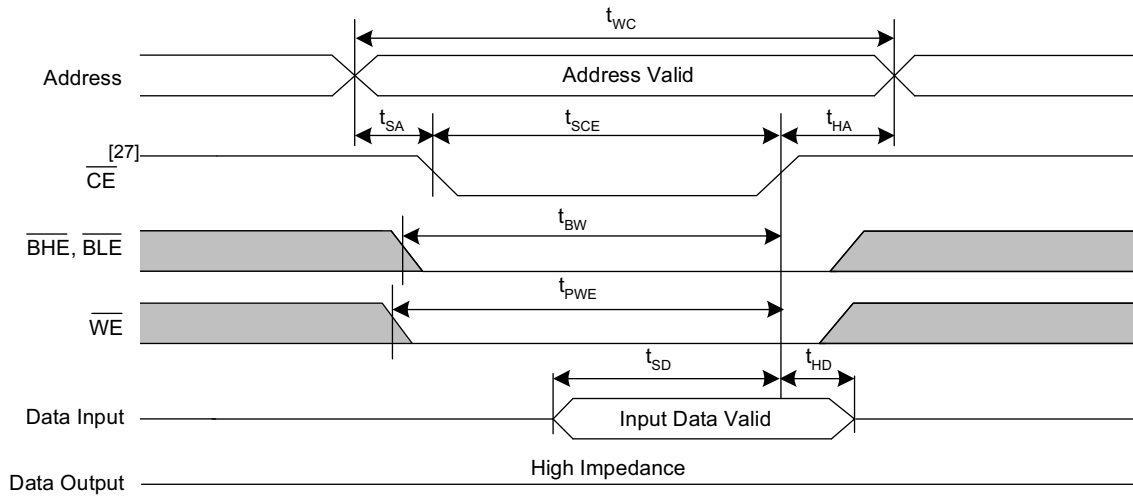 tWC
Address
Address Valid
tSA
tSCE
tHA
[27]
CE
tBW
BHE, BLE
tPWE
WE
tSD
tHD
Data Input
Input Data Valid
High Impedance
Data Output